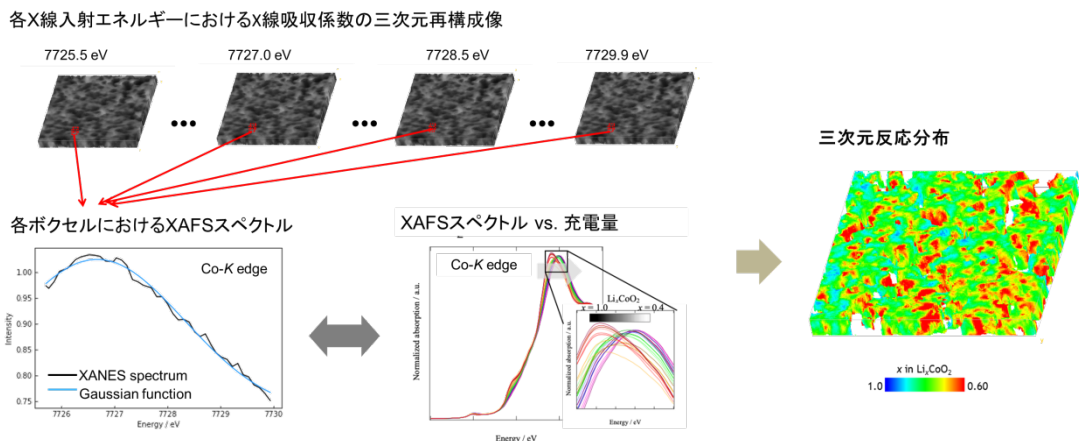 各X線入射エネルギーにおけるX線吸収係数の三次元再構成像
7725.5 eV
7727.0 eV
7728.5 eV
7729.9 eV
•••
•••
•••
各ボクセルにおけるXAFSスペクトル
Co-K edge
XANES spectrum
Gaussian function
Intensity
1.00
0.95
0.90
0.85
0.80
0.75
7726
7727
7728
7729
7730
Energy / eV
XAFSスペクトル vs. 充電量
Co-K edge
LiₓCoO₂
x = 1.0
x = 0.4
Normalized absorption / a.u.
Energy / eV
Normalized absorption / a.u.
Energy / eV
三次元反応分布
x in LiₓCoO₂
1.0
0.60